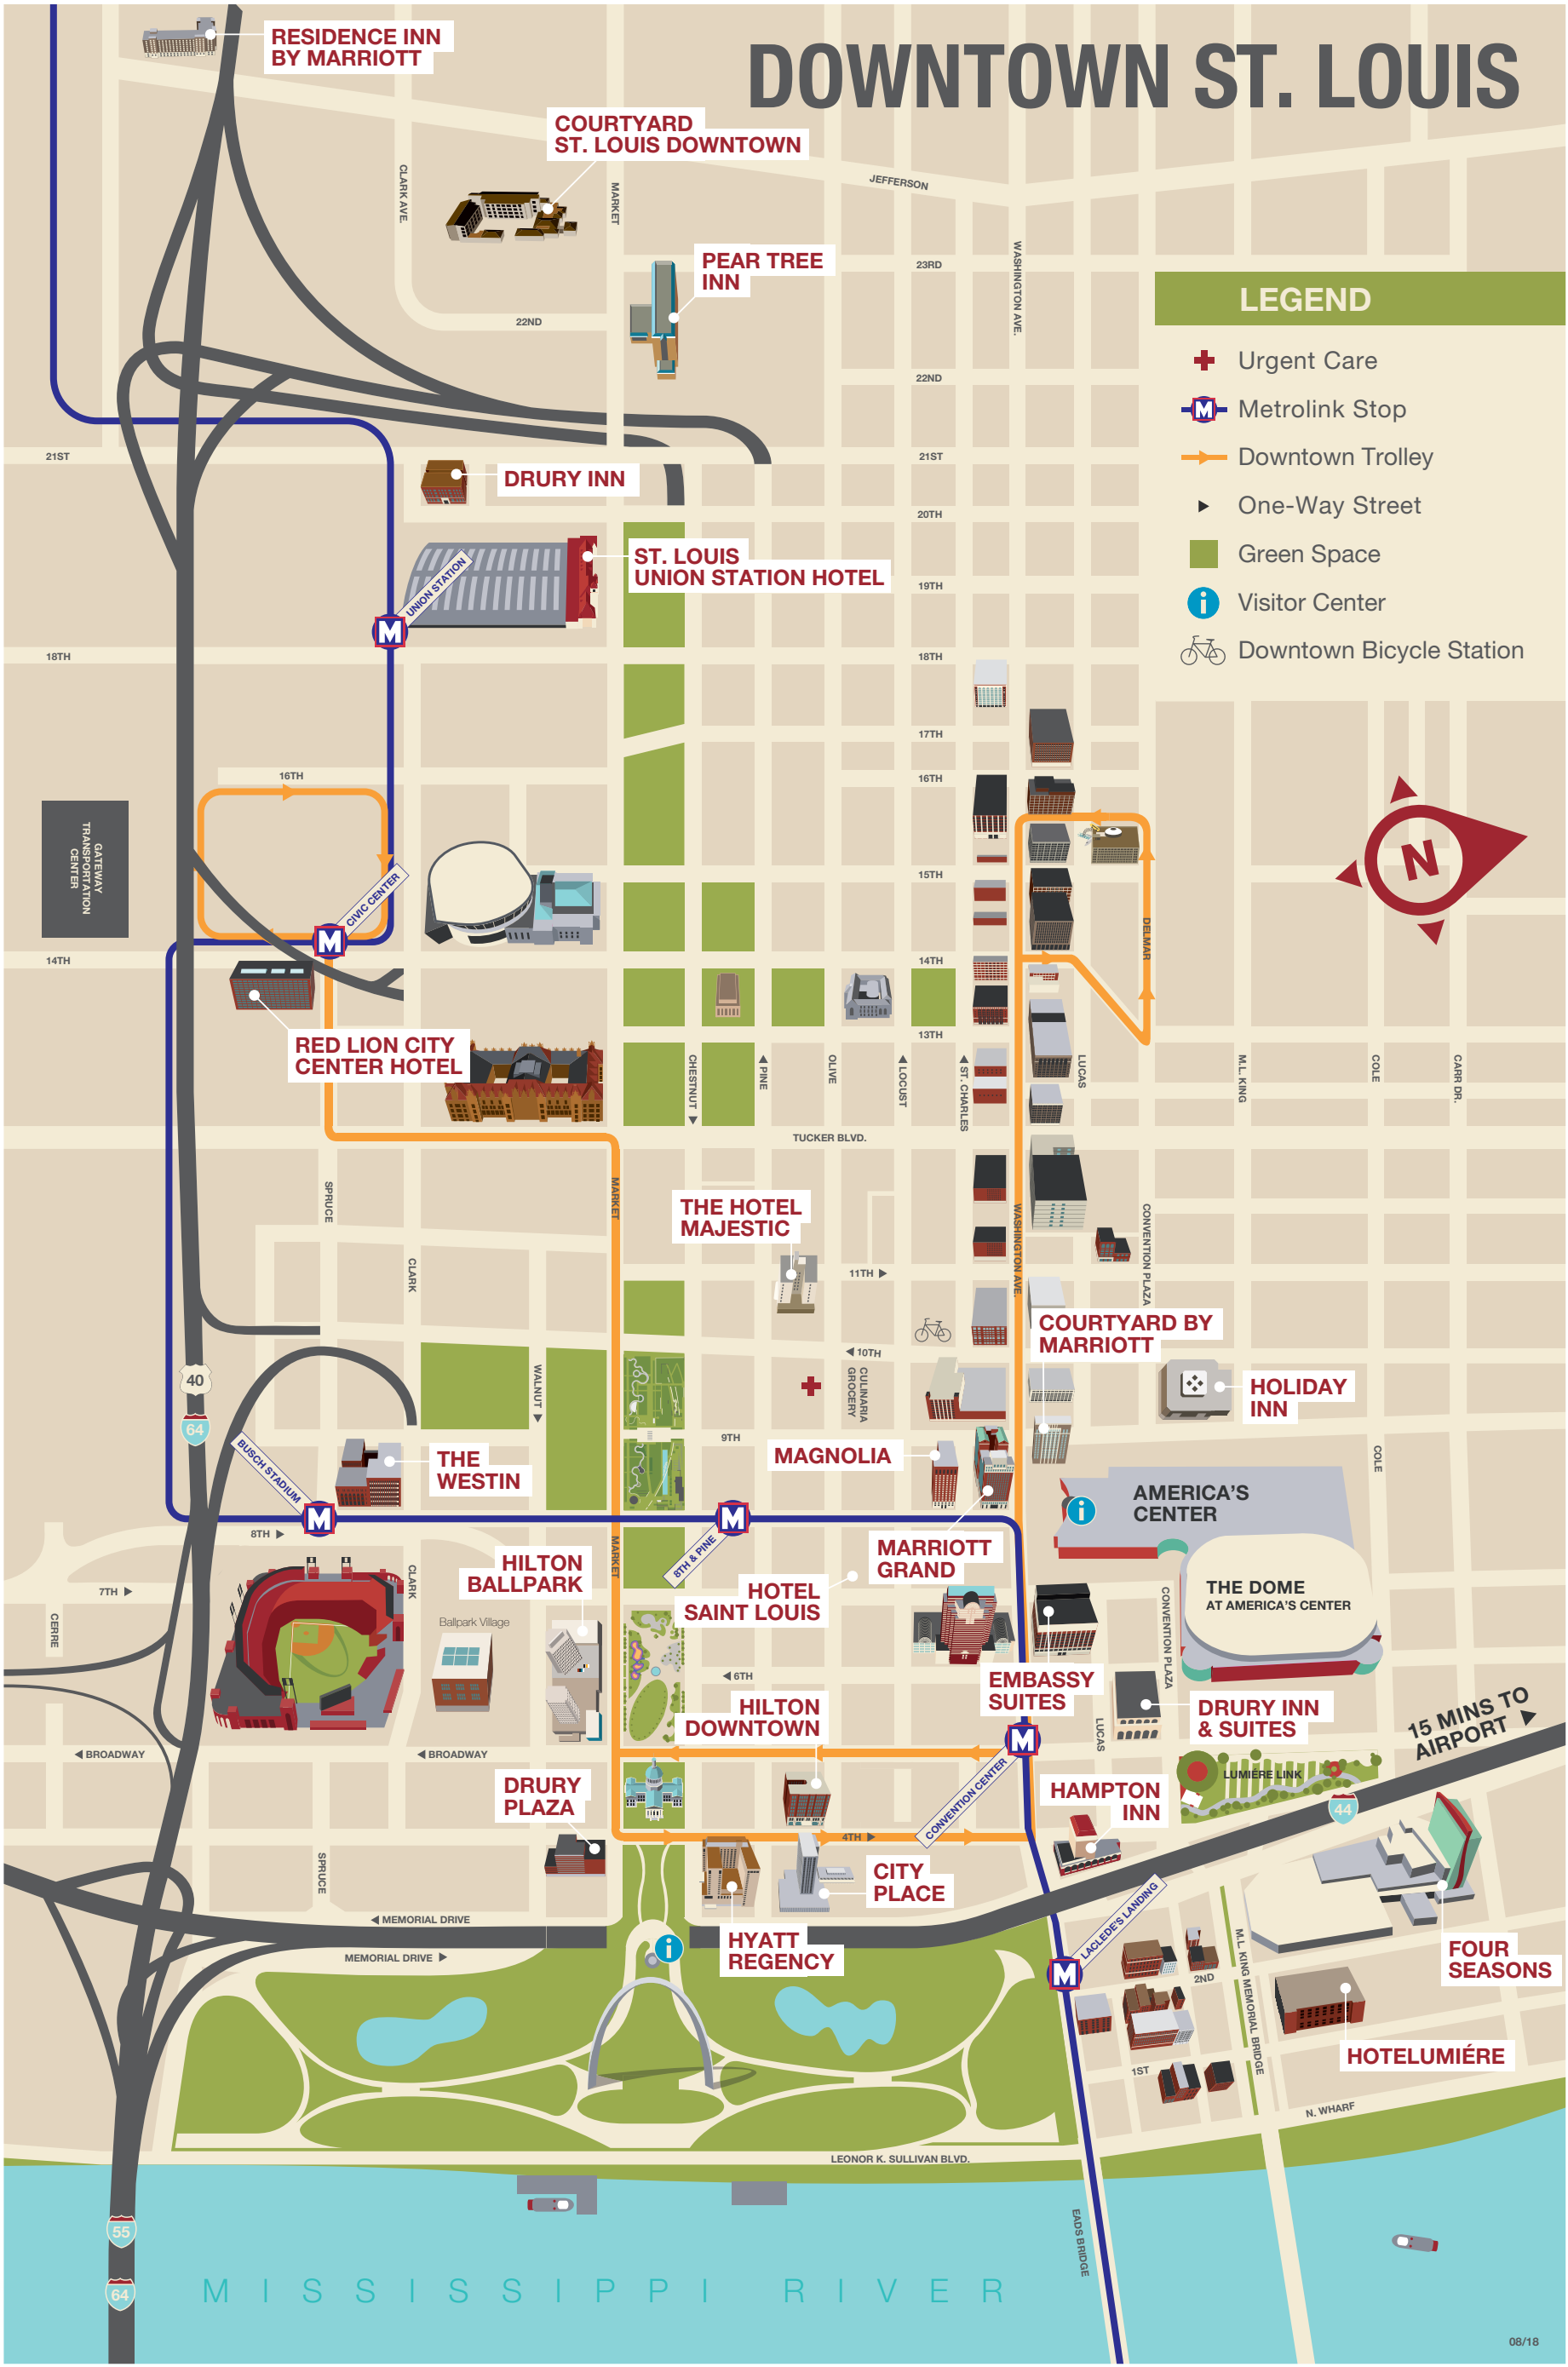 DOWNTOWN ST. LOUIS
RESIDENCE INN
BY MARRIOTT
COURTYARD
ST. LOUIS DOWNTOWN
CLARK AVE.
MARKET
JEFFERSON
PEAR TREE
INN
23RD
WASHINGTON AVE.
22ND
22ND
LEGEND
Urgent Care
M Metrolink Stop
Downtown Trolley
One-Way Street
Green Space
i Visitor Center
Downtown Bicycle Station
21ST
21ST
DRURY INN
20TH
ST. LOUIS
UNION STATION HOTEL
UNION STATION
M
19TH
18TH
18TH
17TH
16TH
16TH
GATEWAY
TRANSPORTATION
CENTER
CIVIC CENTER
M
15TH
N
DELMAR
14TH
14TH
RED LION CITY
CENTER HOTEL
13TH
CHESTNUT
PINE
OLIVE
LOCUST
ST. CHARLES
LUCAS
M.L. KING
COLE
CARR DR.
TUCKER BLVD.
SPRUCE
MARKET
THE HOTEL
MAJESTIC
WASHINGTON AVE.
CONVENTION PLAZA
CLARK
11TH
COURTYARD BY
MARRIOTT
10TH
WALNUT
CULINARIA
GROCERY
40
64
HOLIDAY
INN
9TH
BUSCH STADIUM
THE
WESTIN
MAGNOLIA
COLE
AMERICA'S
CENTER
i
M
M
8TH
8TH & PINE
MARKET
MARRIOTT
GRAND
HILTON
BALLPARK
HOTEL
SAINT LOUIS
7TH
CLARK
CERRE
Ballpark Village
THE DOME
AT AMERICA'S CENTER
CONVENTION PLAZA
6TH
EMBASSY
SUITES
HILTON
DOWNTOWN
DRURY INN
& SUITES
15 MINS TO
AIRPORT
LUCAS
M
BROADWAY
BROADWAY
CONVENTION CENTER
DRURY
PLAZA
LUMIÉRE LINK
HAMPTON
INN
44
4TH
SPRUCE
CITY
PLACE
MEMORIAL DRIVE
MEMORIAL DRIVE
HYATT
REGENCY
i
LACLEDE'S LANDING
M
FOUR
SEASONS
2ND
M.L. KING MEMORIAL BRIDGE
HOTELUMIÉRE
1ST
N. WHARF
LEONOR K. SULLIVAN BLVD.
EADS BRIDGE
55
64
MISSISSIPPI RIVER
08/18